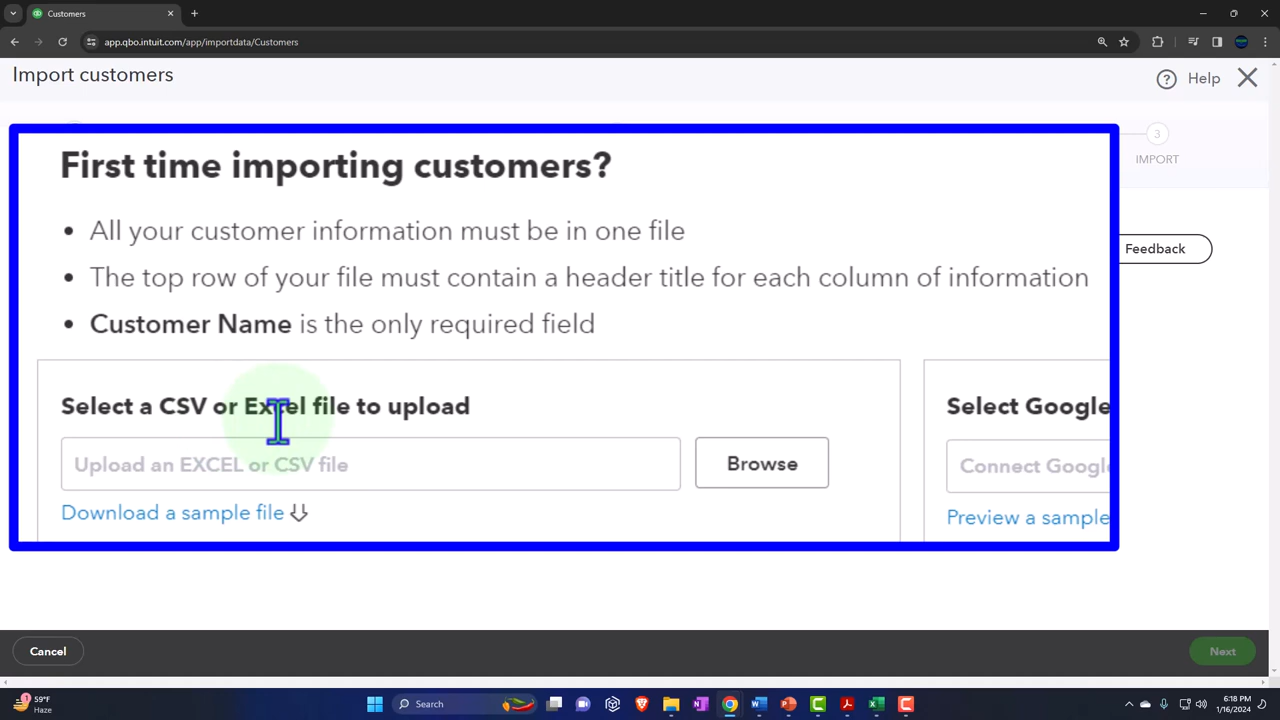 Customers
app.qbo.intuit.com/app/importdata/Customers
Import customers
Help
3
IMPORT
First time importing customers?
• All your customer information must be in one file
• The top row of your file must contain a header title for each column of information
• Customer Name is the only required field
Feedback
Select a CSV or Excel file to upload
Select Google
Upload an EXCEL or CSV file
Browse
Connect Google
Download a sample file
Preview a sample
Cancel
Next
1
59°F
Haze
Search
6:18 PM
1/16/2024